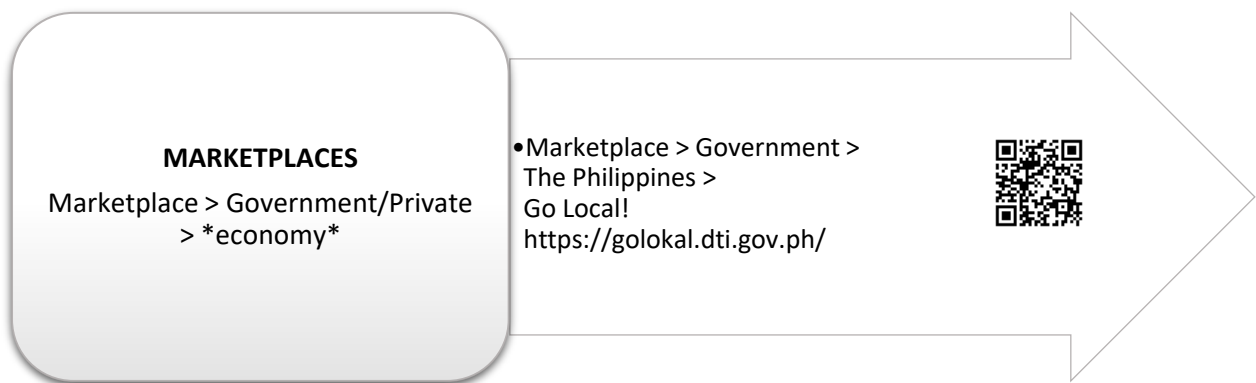 MARKETPLACES
Marketplace > Government/Private
> *economy*
•Marketplace > Government >
The Philippines >
Go Local!
https://golokal.dti.gov.ph/